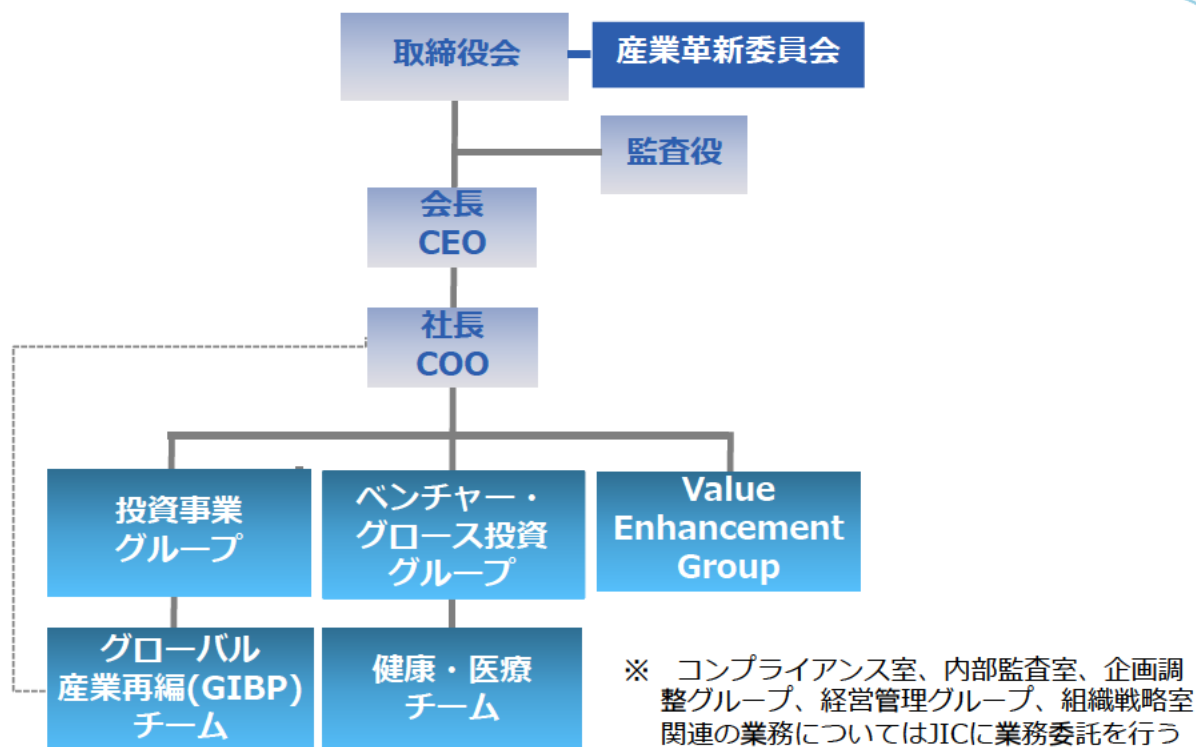 取締役会
産業革新委員会
監査役
会長
CEO
社長
COO
投資事業
グループ
ベンチャー・
グロース投資
グループ
Value
Enhancement
Group
グローバル
産業再編(GIBP)
チーム
健康・医療
チーム
※　コンプライアンス室、内部監査室、企画調
整グループ、経営管理グループ、組織戦略室
関連の業務についてはJICに業務委託を行う